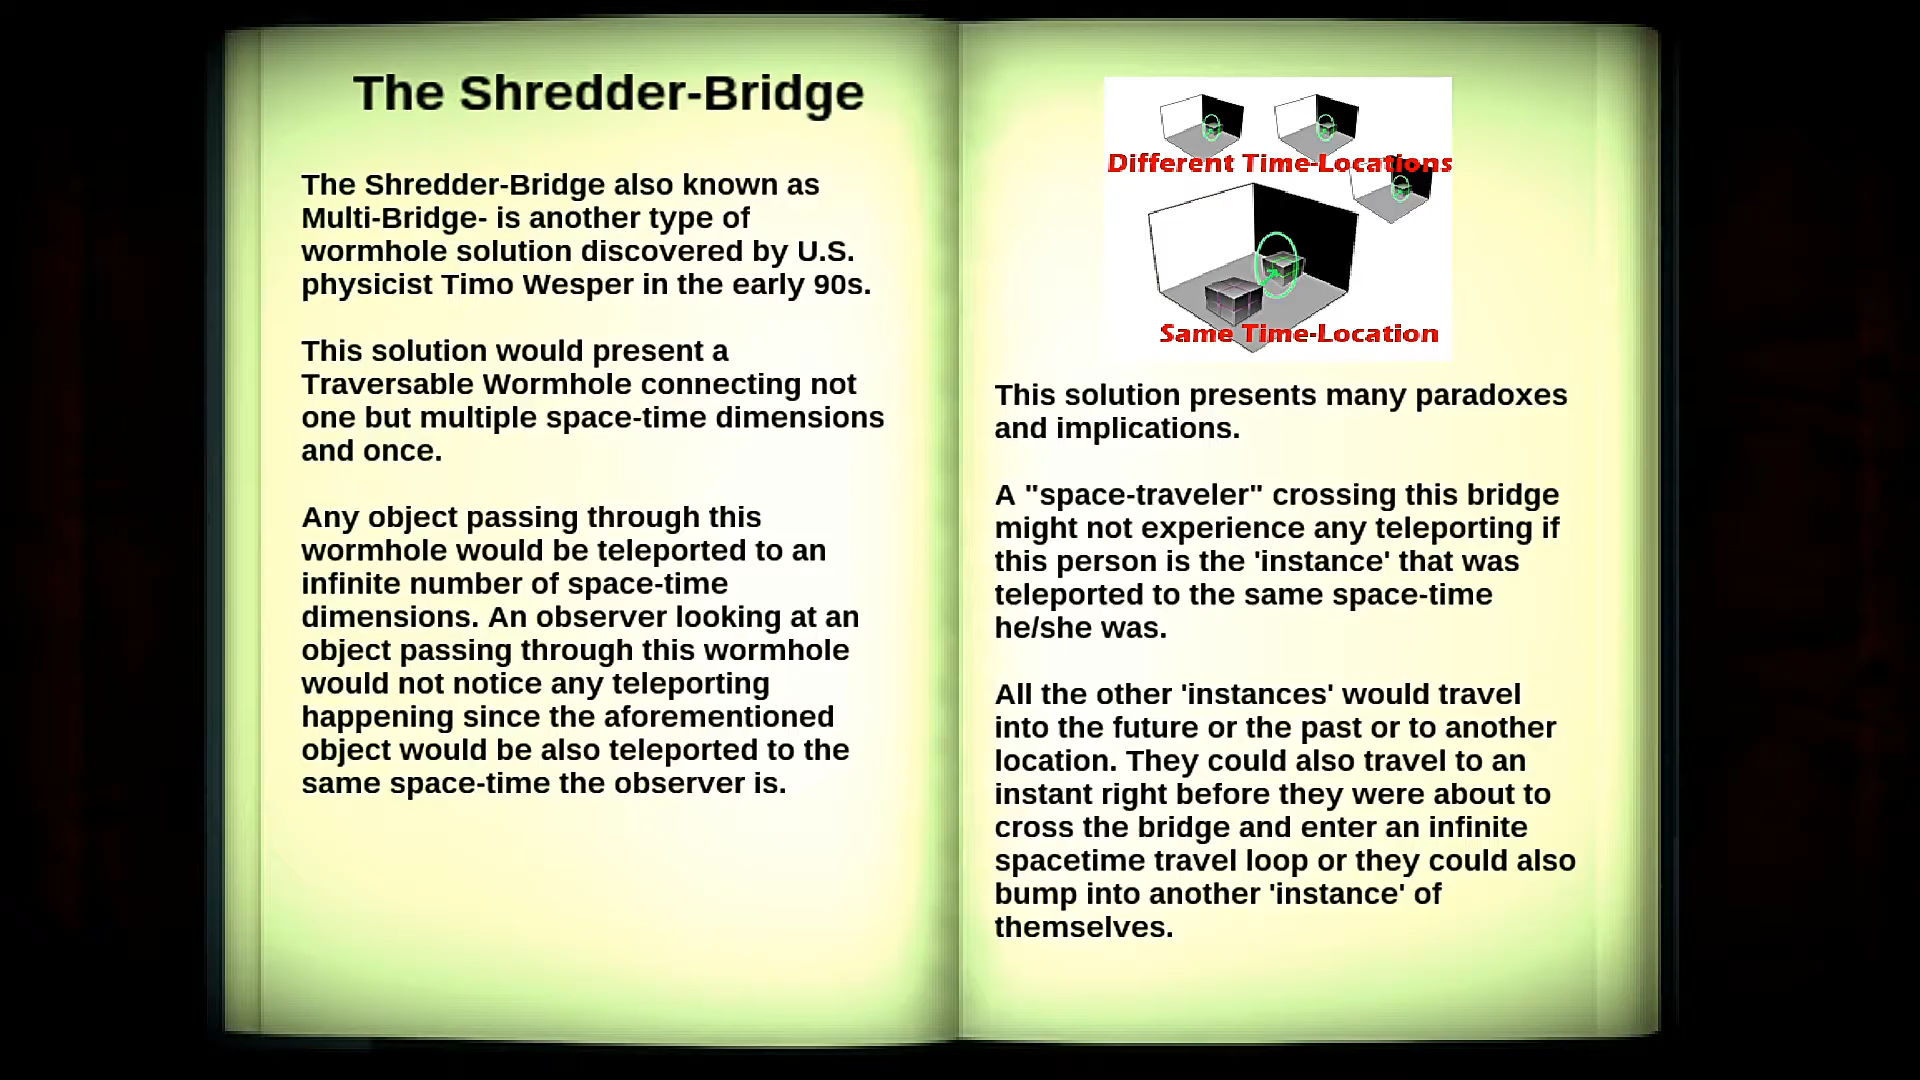 The Shredder-Bridge
The Shredder-Bridge also known as
Multi-Bridge- is another type of
wormhole solution discovered by U.S.
physicist Timo Wesper in the early 90s.
This solution would present a
Traversable Wormhole connecting not
one but multiple space-time dimensions
and once.
Any object passing through this
wormhole would be teleported to an
infinite number of space-time
dimensions. An observer looking at an
object passing through this wormhole
would not notice any teleporting
happening since the aforementioned
object would be also teleported to the
same space-time the observer is.
Different Time-Locations
Same Time-Location
This solution presents many paradoxes
and implications.
A "space-traveler" crossing this bridge
might not experience any teleporting if
this person is the 'instance' that was
teleported to the same space-time
he/she was.
All the other 'instances' would travel
into the future or the past or to another
location. They could also travel to an
instant right before they were about to
cross the bridge and enter an infinite
spacetime travel loop or they could also
bump into another 'instance' of
themselves.